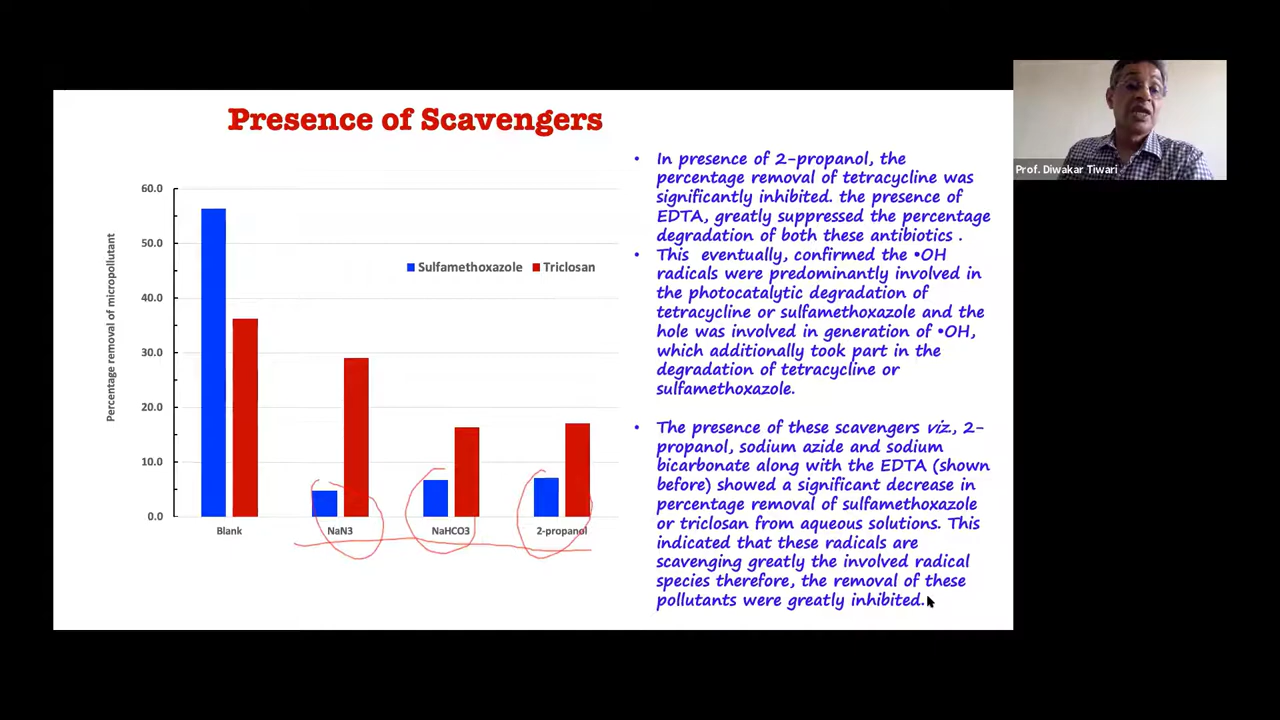 Presence of Scavengers
Prof. Diwakar Tiwari
Percentage removal of micropollutant
60.0
50.0
40.0
30.0
20.0
10.0
0.0
Sulfamethoxazole Triclosan
Blank NaN3 NaHCO3 2-propanol
• In presence of 2-propanol, the
percentage removal of tetracycline was
significantly inhibited. the presence of
EDTA, greatly suppressed the percentage
degradation of both these antibiotics .
• This eventually, confirmed the •OH
radicals were predominantly involved in
the photocatalytic degradation of
tetracycline or sulfamethoxazole and the
hole was involved in generation of •OH,
which additionally took part in the
degradation of tetracycline or
sulfamethoxazole.
• The presence of these scavengers viz., 2-
propanol, sodium azide and sodium
bicarbonate along with the EDTA (shown
before) showed a significant decrease in
percentage removal of sulfamethoxazole
or triclosan from aqueous solutions. This
indicated that these radicals are
scavenging greatly the involved radical
species therefore, the removal of these
pollutants were greatly inhibited.